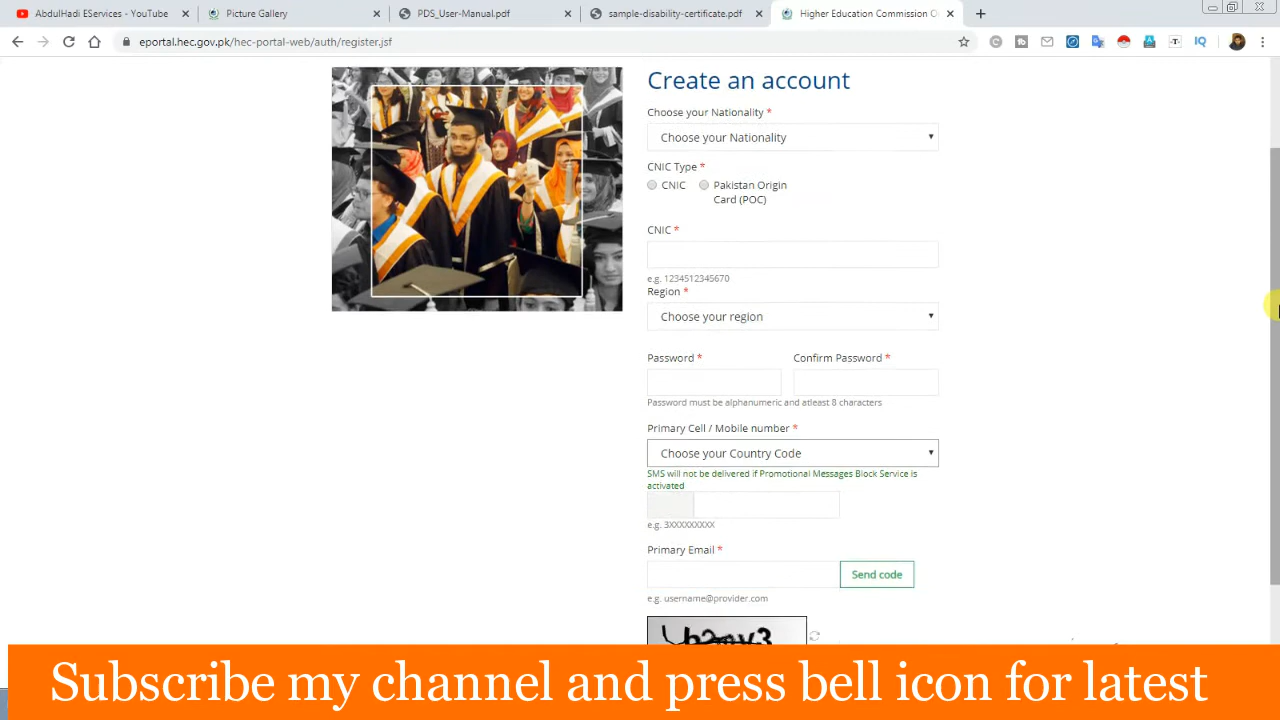 AbdulHadi EServices - YouTube
Picture Gallery
PDS_User-Manual.pdf
sample-disability-certificate.pdf
Higher Education Commission O
eportal.hec.gov.pk/hec-portal-web/auth/register.jsf
Create an account
Choose your Nationality *
Choose your Nationality
CNIC Type *
CNIC
Pakistan Origin
Card (POC)
CNIC *
e.g. 1234512345670
Region *
Choose your region
Password *
Confirm Password *
Password must be alphanumeric and atleast 8 characters
Primary Cell / Mobile number *
Choose your Country Code
SMS will not be delivered if Promotional Messages Block Service is
activated
e.g. 3XXXXXXXXX
Primary Email *
Send code
e.g. username@provider.com
Subscribe my channel and press bell icon for latest